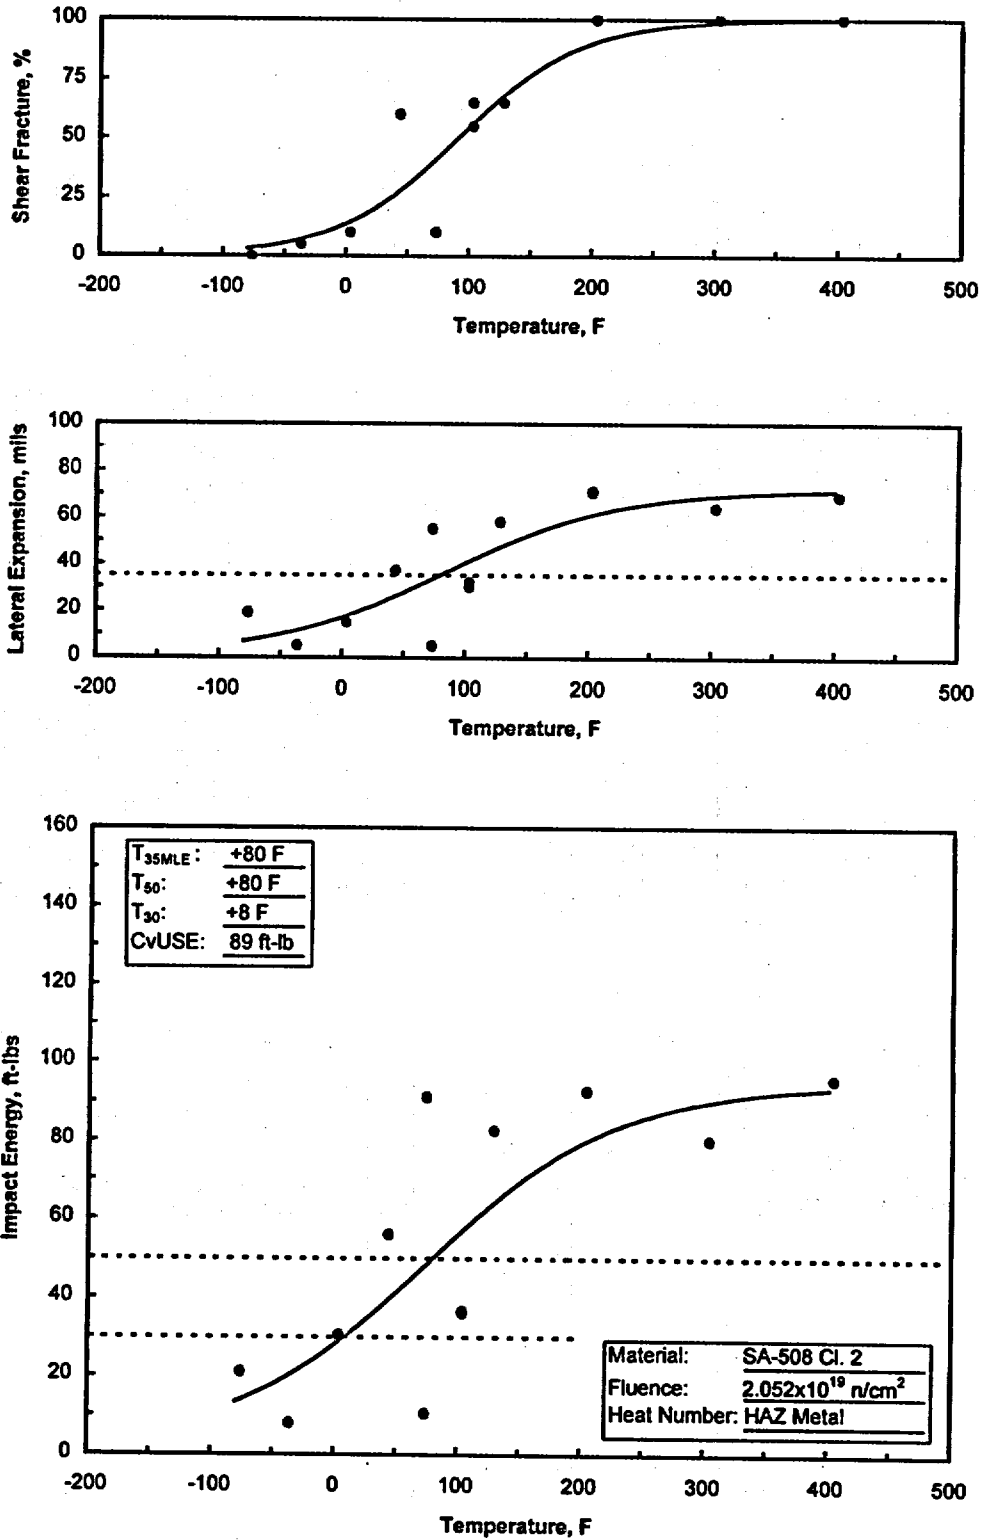 100
75
50
25
0
Shear Fracture, %
-200 -100 0 100 200 300 400 500
Temperature, F
100
80
60
40
20
0
Lateral Expansion, mils
-200 -100 0 100 200 300 400 500
Temperature, F
160
140
120
100
80
60
40
20
0
Impact Energy, ft-lbs
T35MLE: +80 F
T50: +80 F
T30: +8 F
CvUSE: 89 ft-lb
Material: SA-508 Cl. 2
Fluence: 2.052x10^19 n/cm^2
Heat Number: HAZ Metal
-200 -100 0 100 200 300 400 500
Temperature, F